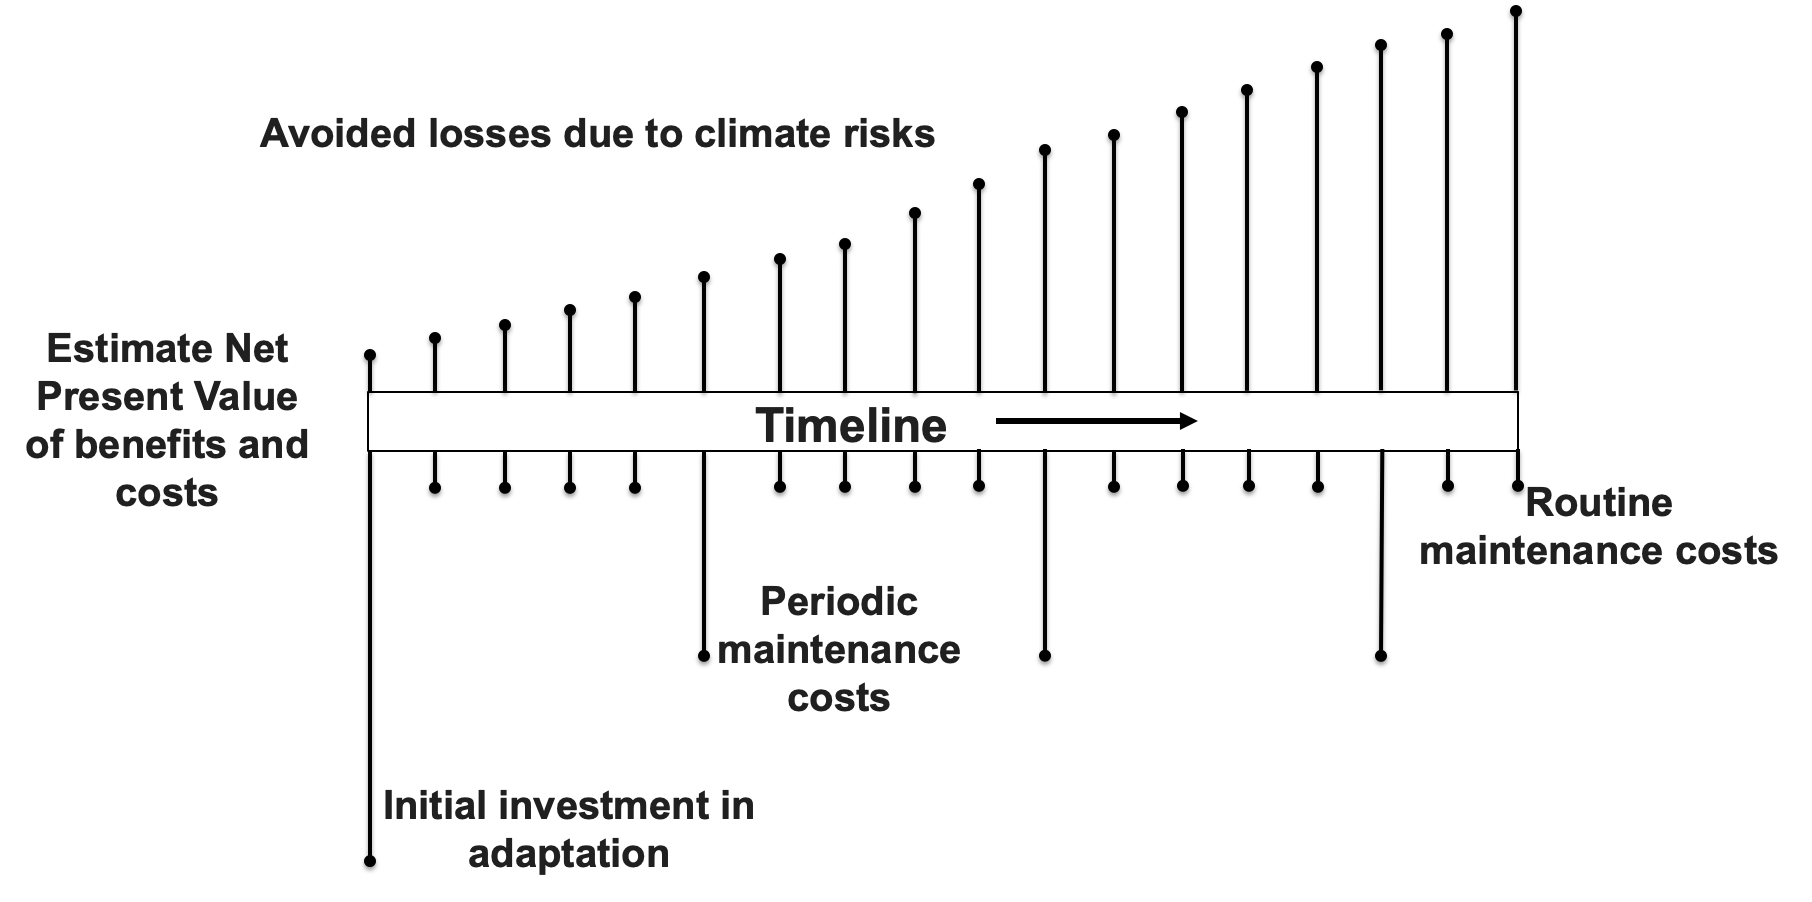 Avoided losses due to climate risks
Estimate Net
Present Value
of benefits and
costs
Timeline
Routine
maintenance costs
Periodic
maintenance
costs
Initial investment in
adaptation